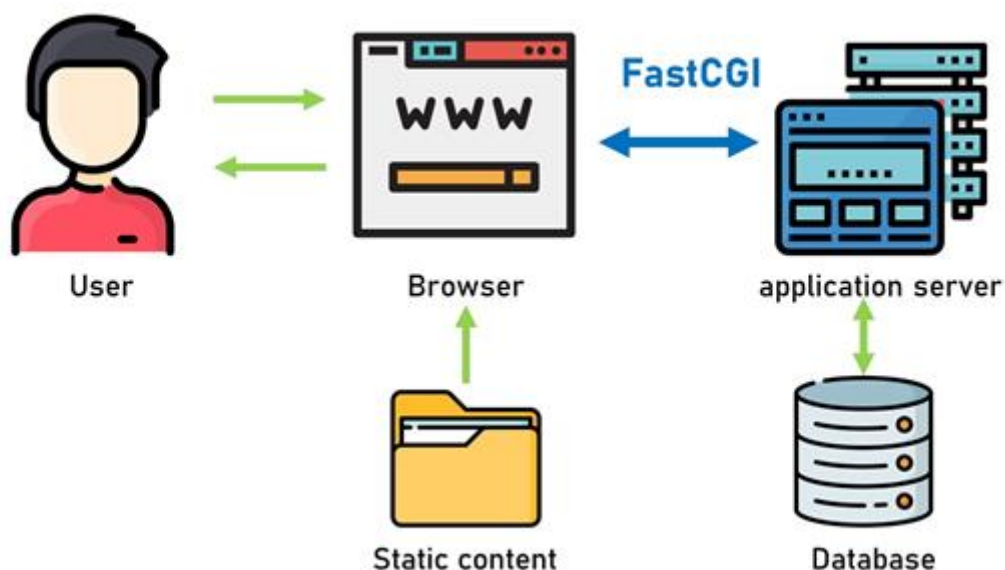 WWW
FastCGI
User
Browser
application server
Static content
Database